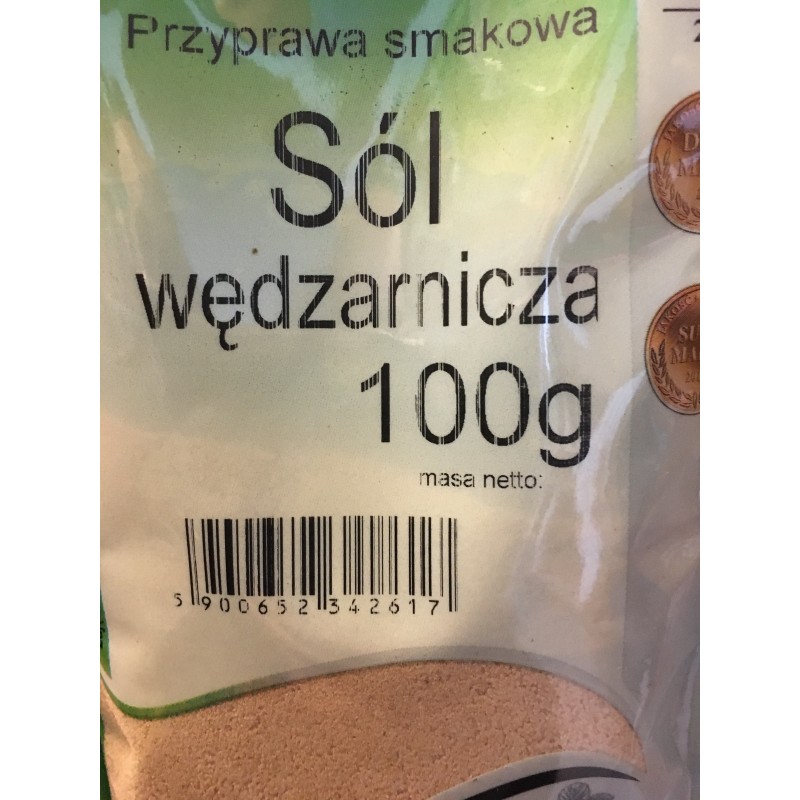 Przyprawa smakowa
Sól
wędzarnicza
100g
masa netto:
5 900652 342617